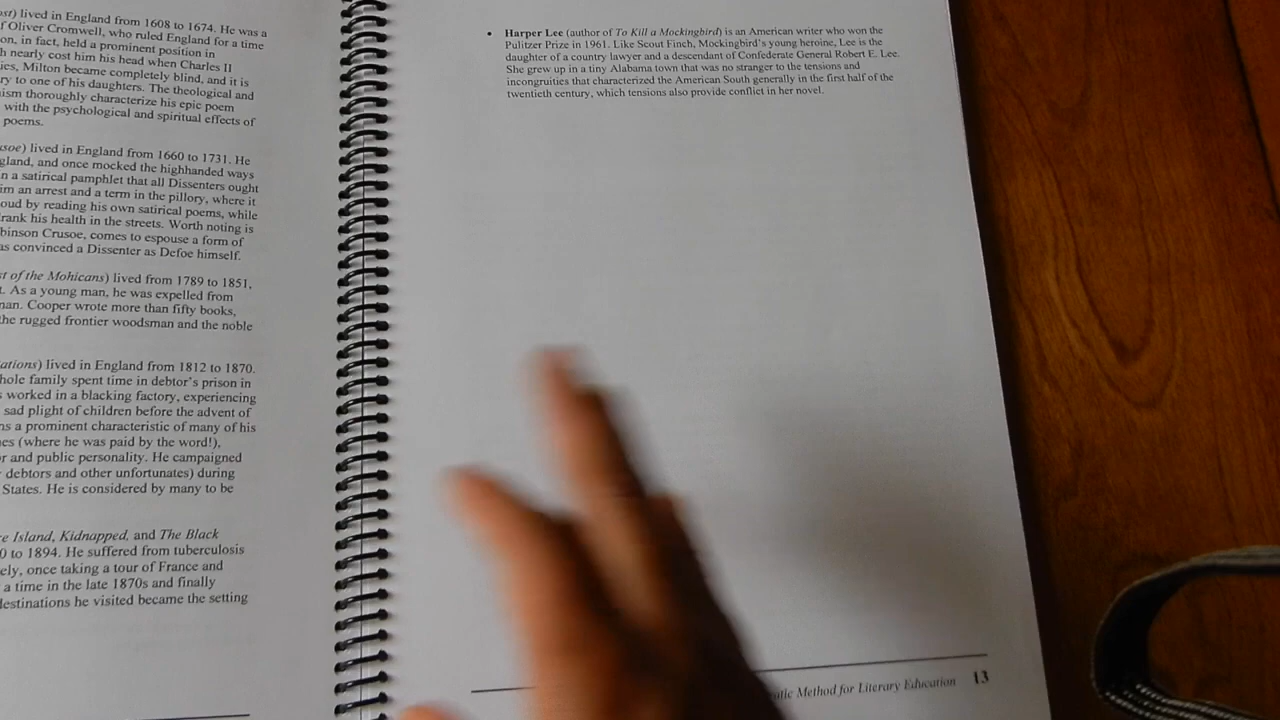 ost) lived in England from 1608 to 1674. He was a
f Oliver Cromwell, who ruled England for a time
on, in fact, held a prominent position in
h nearly cost him his head when Charles II
ies, Milton became completely blind, and it is
ry to one of his daughters. The theological and
ism thoroughly characterize his epic poem
with the psychological and spiritual effects of
poems.
usoe) lived in England from 1660 to 1731. He
gland, and once mocked the highhanded ways
n a satirical pamphlet that all Dissenters ought
im an arrest and a term in the pillory, where it
oud by reading his own satirical poems, while
rank his health in the streets. Worth noting is
binson Crusoe, comes to espouse a form of
as convinced a Dissenter as Defoe himself.
st of the Mohicans) lived from 1789 to 1851,
t. As a young man, he was expelled from
man. Cooper wrote more than fifty books,
the rugged frontier woodsman and the noble
ations) lived in England from 1812 to 1870.
hole family spent time in debtor's prison in
s worked in a blacking factory, experiencing
sad plight of children before the advent of
ns a prominent characteristic of many of his
es (where he was paid by the word!),
r and public personality. He campaigned
debtors and other unfortunates) during
States. He is considered by many to be
re Island, Kidnapped, and The Black
0 to 1894. He suffered from tuberculosis
ely, once taking a tour of France and
a time in the late 1870s and finally
destinations he visited became the setting
• Harper Lee (author of To Kill a Mockingbird) is an American writer who won the
Pulitzer Prize in 1961. Like Scout Finch, Mockingbird's young heroine, Lee is the
daughter of a country lawyer and a descendant of Confederate General Robert E. Lee.
She grew up in a tiny Alabama town that was no stranger to the tensions and
incongruities that characterized the American South generally in the first half of the
twentieth century, which tensions also provide conflict in her novel.
atic Method for Literary Education 13